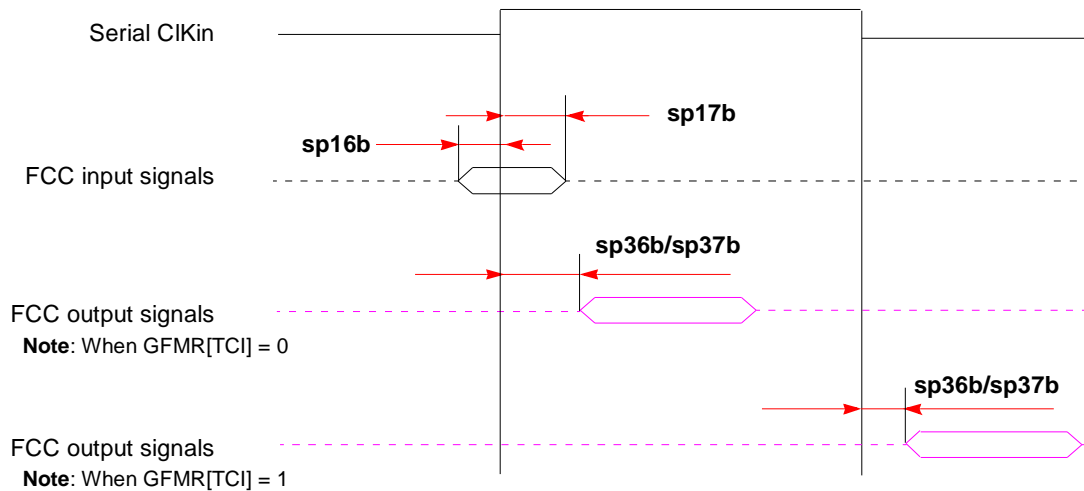 Serial ClKin
sp17b
sp16b
FCC input signals
sp36b/sp37b
FCC output signals
Note: When GFMR[TCI] = 0
sp36b/sp37b
FCC output signals
Note: When GFMR[TCI] = 1